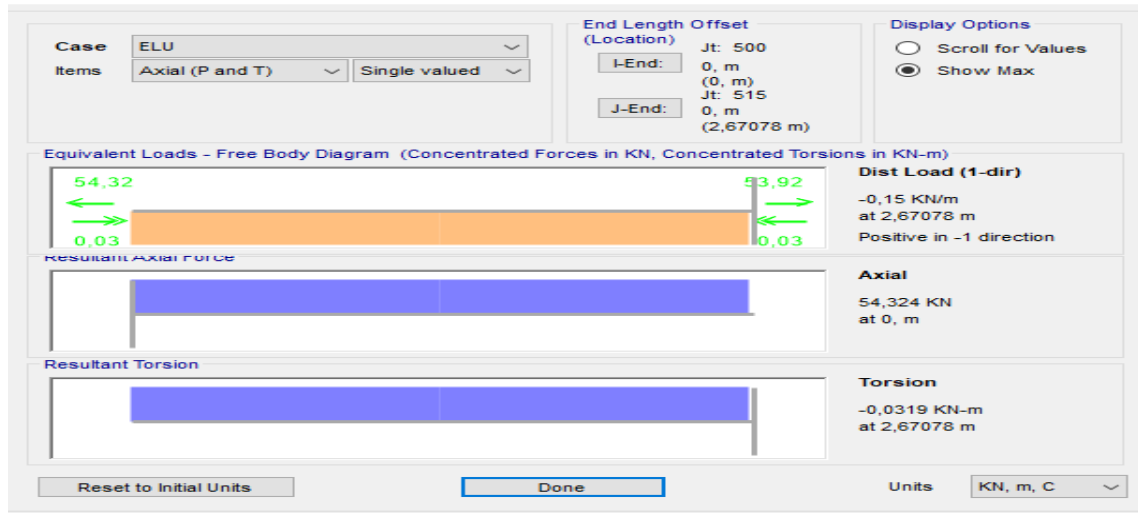 Case ELU
Items Axial (P and T) Single valued
End Length Offset
(Location)
Jt: 500
I-End: 0, m
(0, m)
Jt: 515
J-End: 0, m
(2,67078 m)
Display Options
Scroll for Values
Show Max
Equivalent Loads - Free Body Diagram (Concentrated Forces in KN, Concentrated Torsions in KN-m)
54,32 53,92
0,03 0,03
Dist Load (1-dir)
-0,15 KN/m
at 2,67078 m
Positive in -1 direction
Resultant Axial Force
Axial
54,324 KN
at 0, m
Resultant Torsion
Torsion
-0,0319 KN-m
at 2,67078 m
Reset to Initial Units Done Units KN, m, C